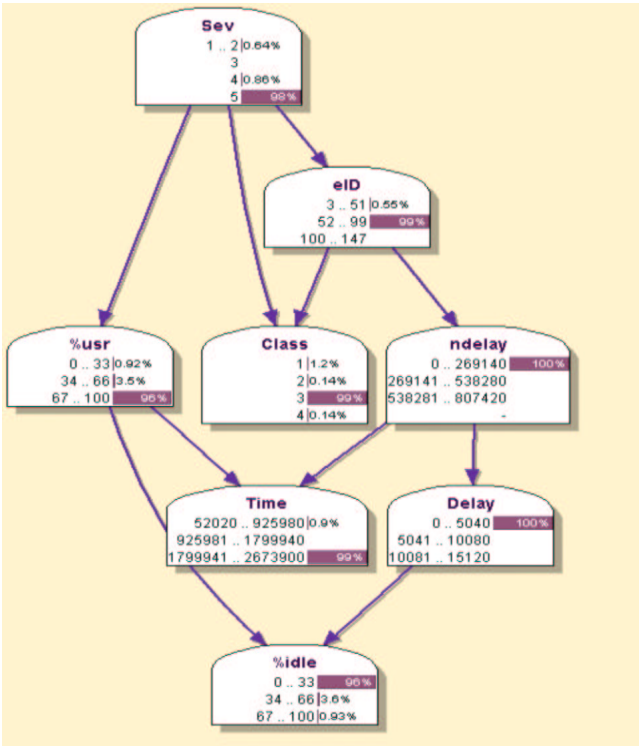 Sev
1 .. 2 0.64%
3
4 0.86%
5 98%
eID
3 .. 51 0.55%
52 .. 99 99%
100 .. 147
%usr
0 .. 33 0.92%
34 .. 66 3.5%
67 .. 100 96%
Class
1 1.2%
2 0.14%
3 99%
4 0.14%
ndelay
0 .. 269140 100%
269141 .. 538280
538281 .. 807420
-
Time
52020 .. 925980 0.9%
925981 .. 1799940
1799941 .. 2673900 99%
Delay
0 .. 5040 100%
5041 .. 10080
10081 .. 15120
%idle
0 .. 33 96%
34 .. 66 3.6%
67 .. 100 0.93%